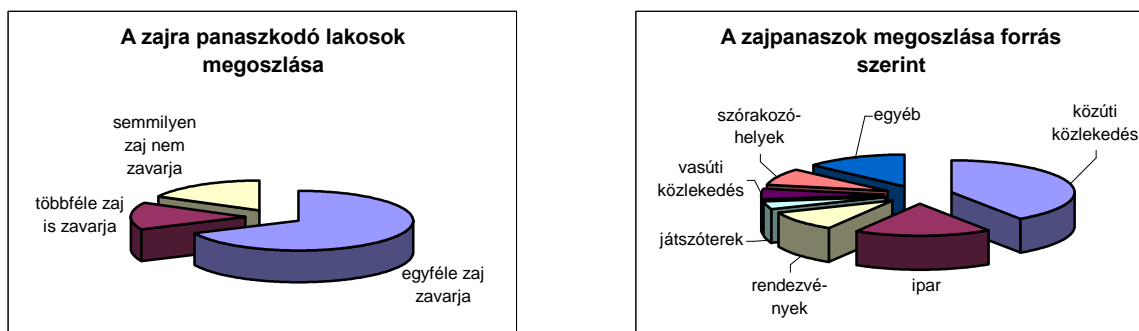 A zajra panaszkodó lakosok
megoszlása
semmilyen
zaj nem
zavarja
többféle zaj
is zavarja
egyféle zaj
zavarja
A zajpanaszok megoszlása forrás
szerint
szórakozó-
helyek
egyéb
közúti
közlekedés
vasúti
közlekedés
játszóterek
rendezvé-
nyek
ipar